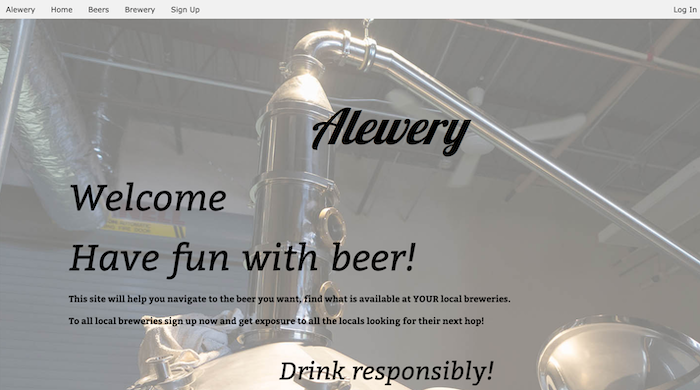 Alewery Home Beers Brewery Sign Up Log In
Alewery
Welcome
Have fun with beer!
This site will help you navigate to the beer you want, find what is available at YOUR local breweries.
To all local breweries sign up now and get exposure to all the locals looking for their next hop!
Drink responsibly!